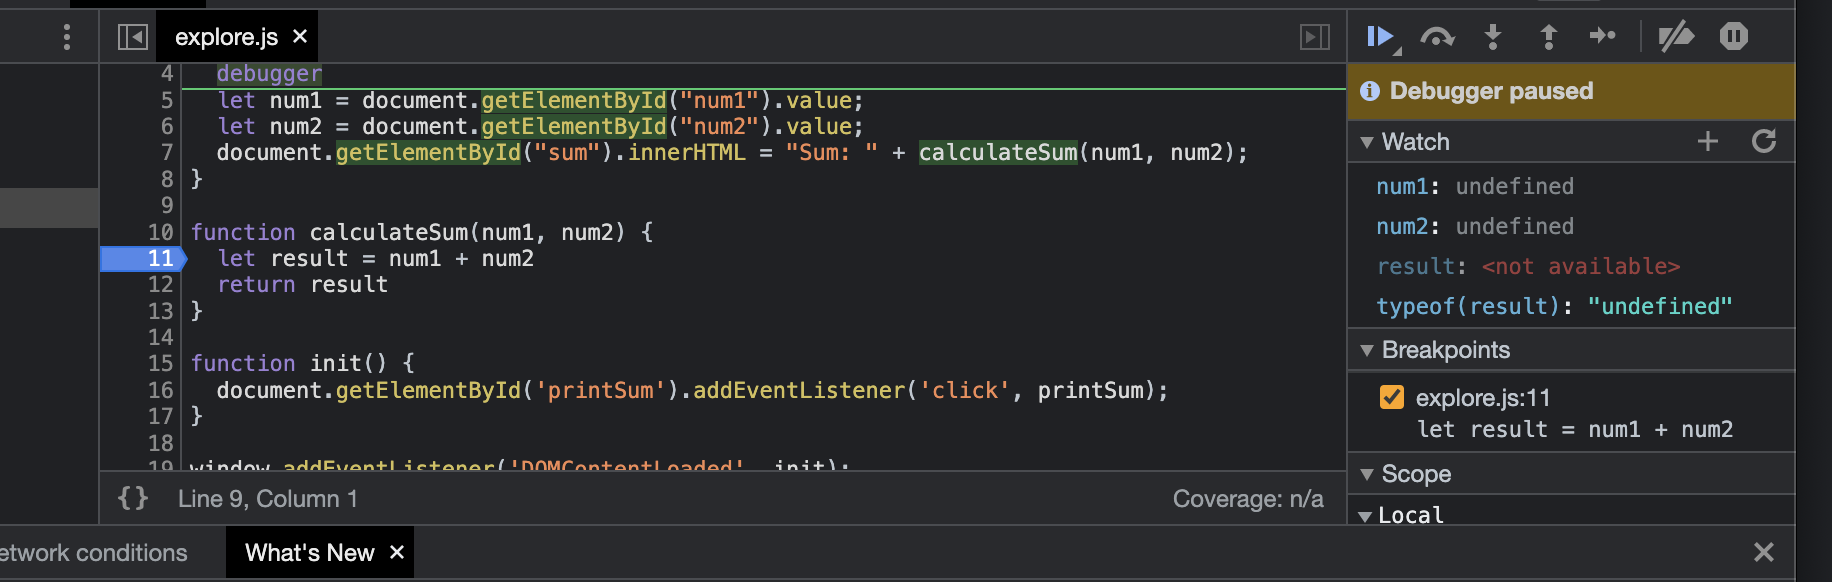 explore.js ×
4 debugger
5 let num1 = document.getElementById("num1").value;
6 let num2 = document.getElementById("num2").value;
7 document.getElementById("sum").innerHTML = "Sum: " + calculateSum(num1, num2);
8 }
9
10 function calculateSum(num1, num2) {
11 let result = num1 + num2
12 return result
13 }
14
15 function init() {
16 document.getElementById('printSum').addEventListener('click', printSum);
17 }
18
19 window.addEventListener('DOMContentLoaded', init);
{} Line 9, Column 1 Coverage: n/a
Debugger paused
Watch
num1: undefined
num2: undefined
result: <not available>
typeof(result): "undefined"
Breakpoints
explore.js:11
let result = num1 + num2
Scope
Local
etwork conditions What's New ×